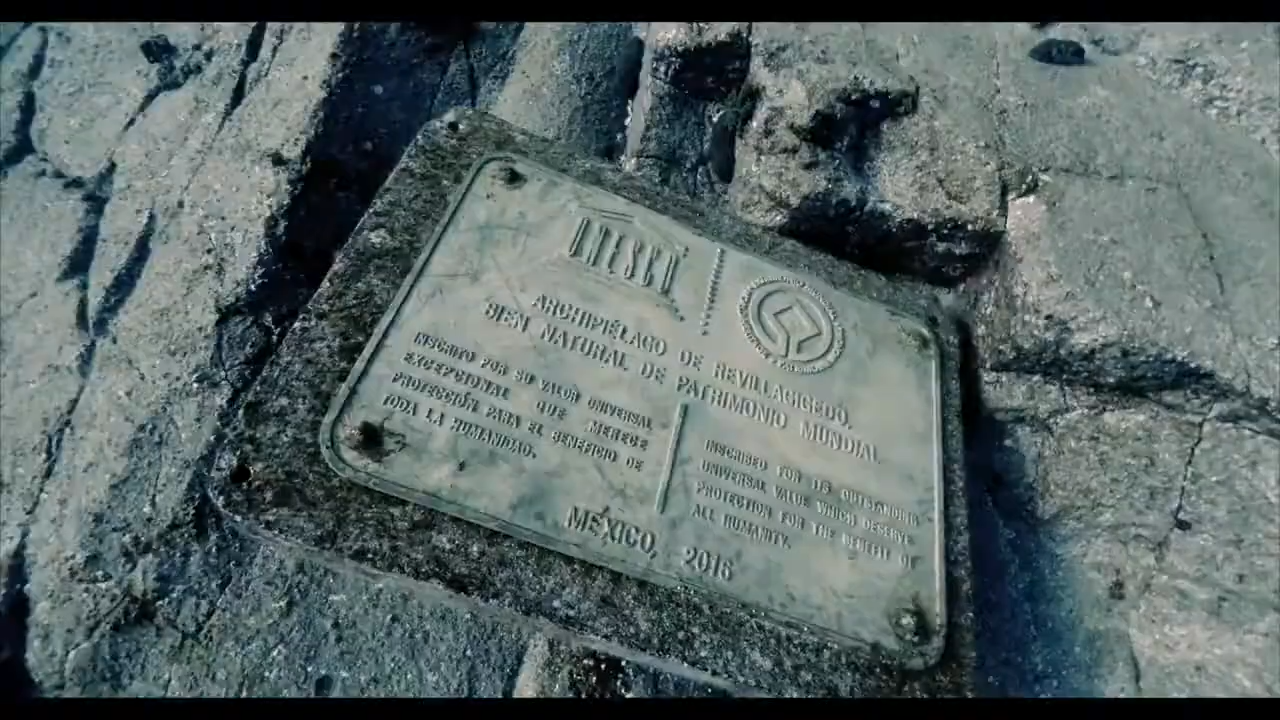 UNESCO
ARCHIPIÉLAGO DE REVILLAGIGEDO.
BIEN NATURAL DE PATRIMONIO MUNDIAL
INSCRITO POR SU VALOR UNIVERSAL
EXCEPCIONAL QUE MERECE
PROTECCIÓN PARA EL BENEFICIO DE
TODA LA HUMANIDAD.
INSCRIBED FOR ITS OUTSTANDING
UNIVERSAL VALUE WHICH DESERVE
PROTECTION FOR THE BENEFIT OF
ALL HUMANITY.
MÉXICO, 2016